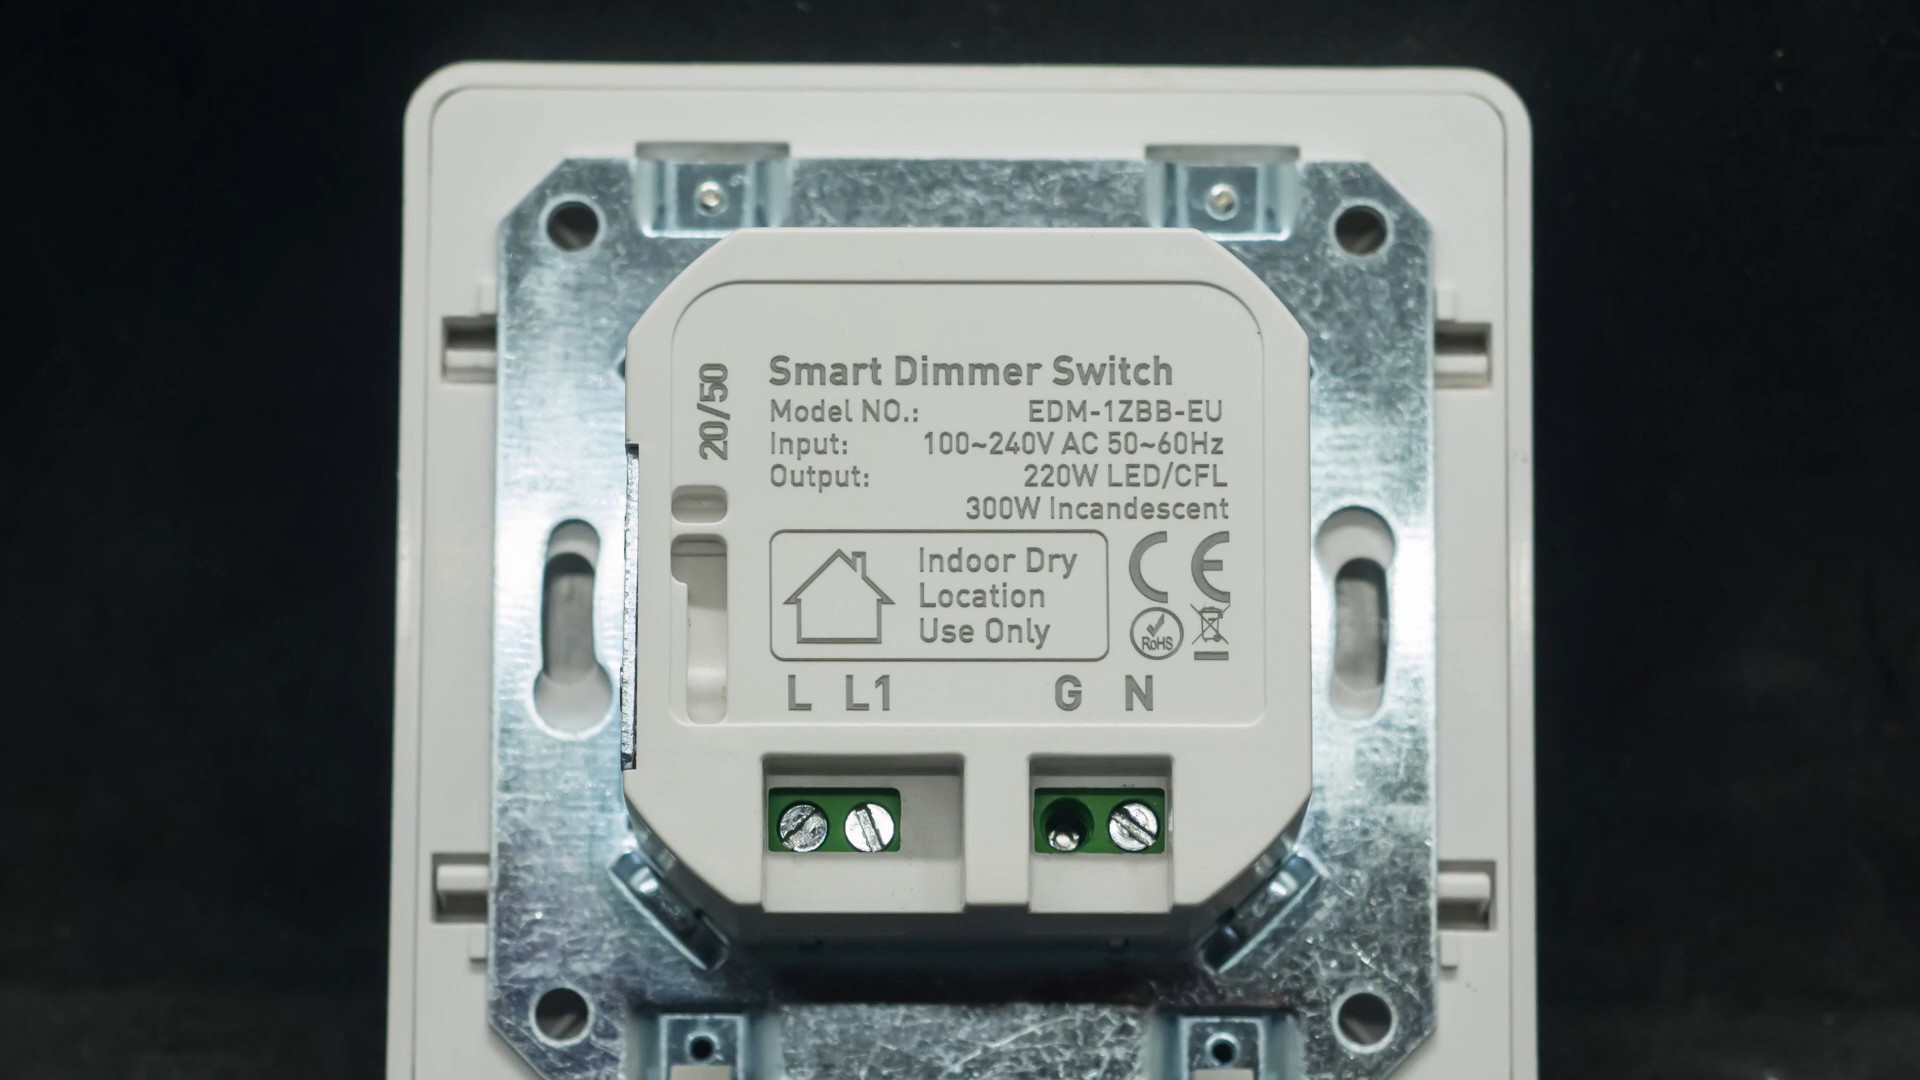 20/50
Smart Dimmer Switch
Model NO.: EDM-1ZBB-EU
Input: 100~240V AC 50~60Hz
Output: 220W LED/CFL
300W Incandescent
Indoor Dry
Location
Use Only
CE
RoHS
L L1 G N